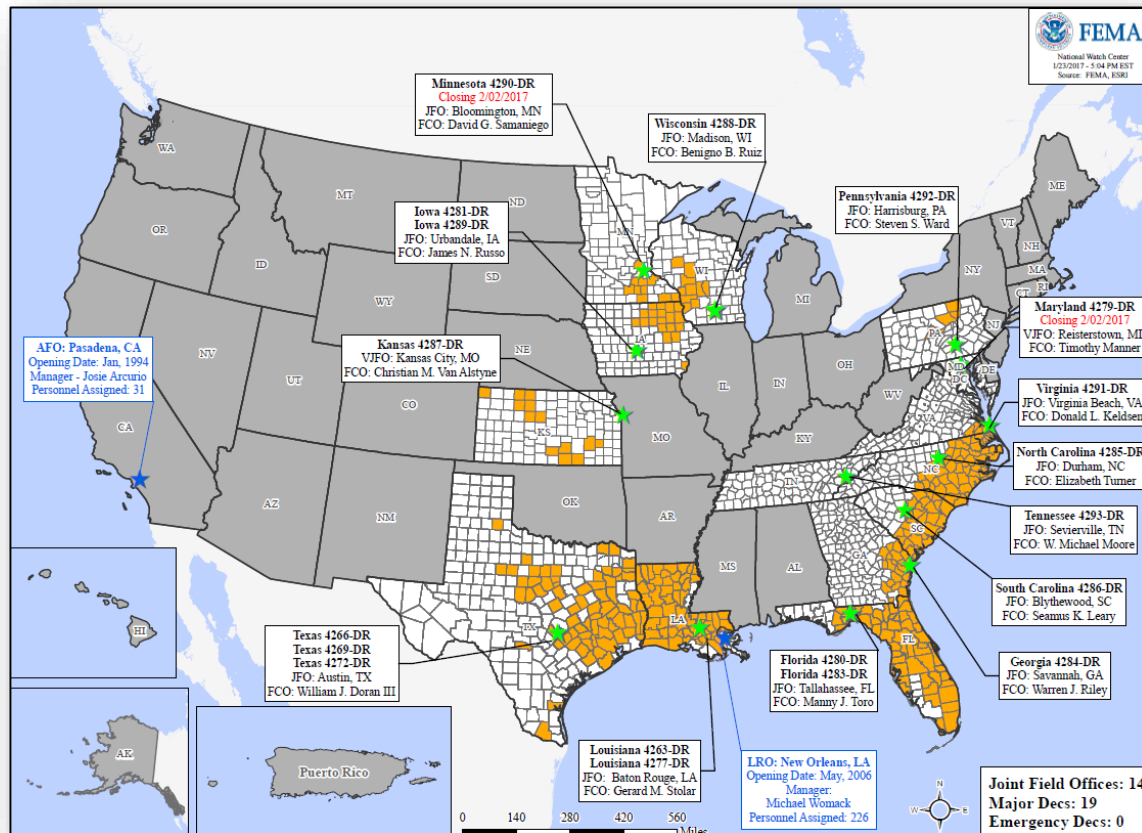 FEMA
National Watch Center
1/23/2017 - 5:04 PM EST
Source: FEMA, ESRI
Minnesota 4290-DR
Closing 2/02/2017
JFO: Bloomington, MN
FCO: David G. Samaniego
Wisconsin 4288-DR
JFO: Madison, WI
FCO: Benigno B. Ruiz
Pennsylvania 4292-DR
JFO: Harrisburg, PA
FCO: Steven S. Ward
Iowa 4281-DR
Iowa 4289-DR
JFO: Urbandale, IA
FCO: James N. Russo
Maryland 4279-DR
Closing 2/02/2017
VJFO: Reisterstown, MD
FCO: Timothy Manner
AFO: Pasadena, CA
Opening Date: Jan, 1994
Manager - Josie Arcurio
Personnel Assigned: 31
Kansas 4287-DR
VJFO: Kansas City, MO
FCO: Christian M. Van Alstyne
Virginia 4291-DR
JFO: Virginia Beach, VA
FCO: Donald L. Keldsen
North Carolina 4285-DR
JFO: Durham, NC
FCO: Elizabeth Turner
Tennessee 4293-DR
JFO: Sevierville, TN
FCO: W. Michael Moore
South Carolina 4286-DR
JFO: Blythewood, SC
FCO: Seamus K. Leary
Georgia 4284-DR
JFO: Savannah, GA
FCO: Warren J. Riley
Texas 4266-DR
Texas 4269-DR
Texas 4272-DR
JFO: Austin, TX
FCO: William J. Doran III
Florida 4280-DR
Florida 4283-DR
JFO: Tallahassee, FL
FCO: Manny J. Toro
Louisiana 4263-DR
Louisiana 4277-DR
JFO: Baton Rouge, LA
FCO: Gerard M. Stolar
LRO: New Orleans, LA
Opening Date: May, 2006
Manager:
Michael Womack
Personnel Assigned: 226
Joint Field Offices: 14
Major Decs: 19
Emergency Decs: 0
WA
MT
ND
MN
ME
OR
ID
SD
WI
VT
NH
NY
MA
CT
RI
WY
MI
IA
PA
NJ
NE
NV
UT
CO
IL
IN
OH
MD
DE
DC
WV
VA
CA
KS
MO
KY
NC
TN
AZ
NM
OK
AR
SC
MS
AL
GA
TX
LA
FL
HI
AK
Puerto Rico
N
W
E
S
0 140 280 420 560
Miles